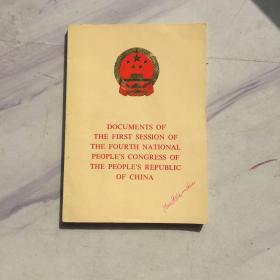 DOCUMENTS OF
THE FIRST SESSION OF
THE FOURTH NATIONAL
PEOPLE'S CONGRESS OF
THE PEOPLE'S REPUBLIC
OF CHINA